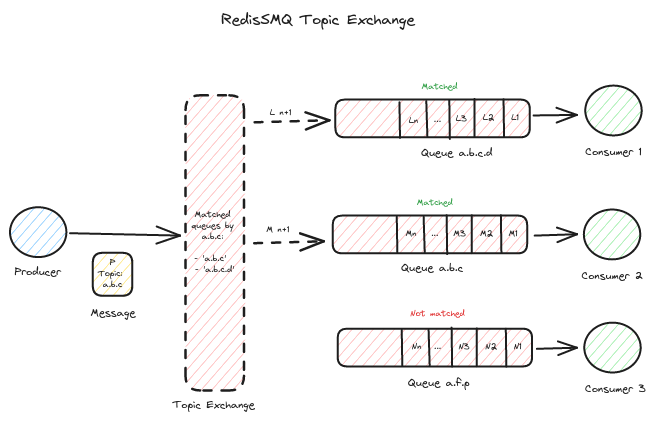 RedisSMQ Topic Exchange
Matched
L n+1
Ln
...
L3
L2
L1
Queue a.b.c.d
Consumer 1
Matched
queues by
a.b.c:
- 'a.b.c'
- 'a.b.c.d'
Matched
M n+1
Mn
...
M3
M2
M1
Queue a.b.c
Consumer 2
Producer
P
Topic:
a.b.c
Message
Not matched
Nn
...
N3
N2
N1
Queue a.f.p
Consumer 3
Topic Exchange